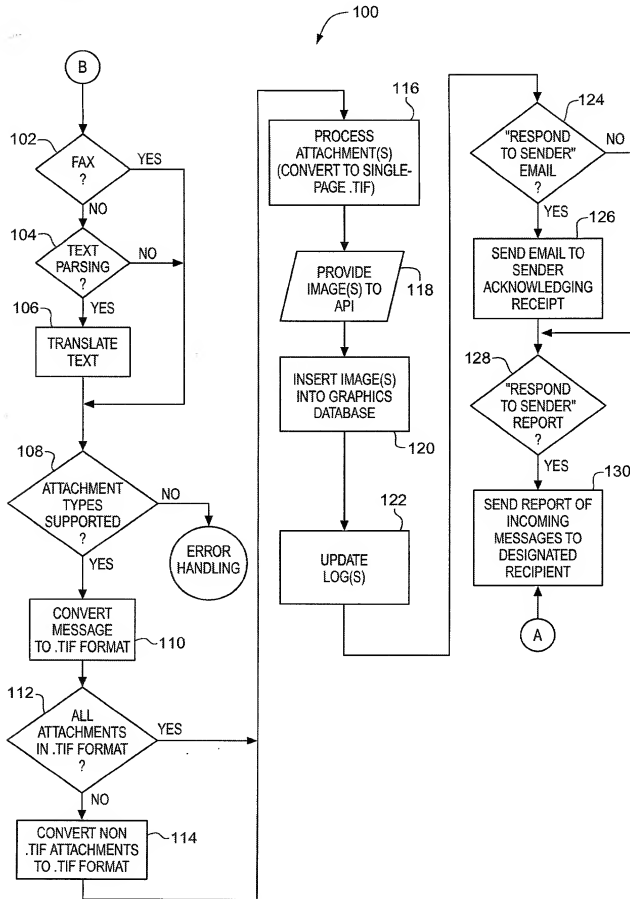 100
B
102
FAX
?
YES
NO
104
TEXT
PARSING
?
NO
YES
106
TRANSLATE
TEXT
108
ATTACHMENT
TYPES
SUPPORTED
?
NO
YES
ERROR
HANDLING
CONVERT
MESSAGE
TO .TIF FORMAT
110
112
ALL
ATTACHMENTS
IN .TIF FORMAT
?
YES
NO
CONVERT NON
.TIF ATTACHMENTS
TO .TIF FORMAT
114
116
PROCESS
ATTACHMENT(S)
(CONVERT TO SINGLE-
PAGE .TIF)
PROVIDE
IMAGE(S) TO
API
118
INSERT IMAGE(S)
INTO GRAPHICS
DATABASE
120
122
UPDATE
LOG(S)
124
"RESPOND
TO SENDER"
EMAIL
?
NO
YES
126
SEND EMAIL TO
SENDER
ACKNOWLEDGING
RECEIPT
128
"RESPOND
TO SENDER"
REPORT
?
YES
130
SEND REPORT OF
INCOMING
MESSAGES TO
DESIGNATED
RECIPIENT
A